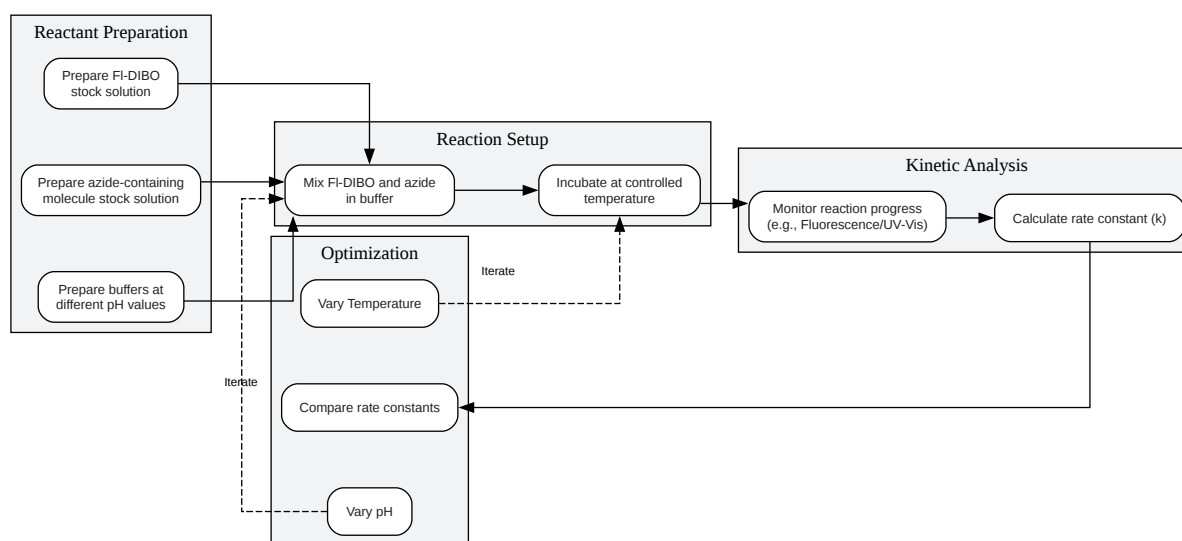 Reactant Preparation
Prepare Fl-DIBO
stock solution
Prepare azide-containing
molecule stock solution
Prepare buffers at
different pH values
Reaction Setup
Mix Fl-DIBO and azide
in buffer
Incubate at controlled
temperature
Kinetic Analysis
Monitor reaction progress
(e.g., Fluorescence/UV-Vis)
Calculate rate constant (k)
Optimization
Iterate
Vary Temperature
Iterate
Compare rate constants
Vary pH